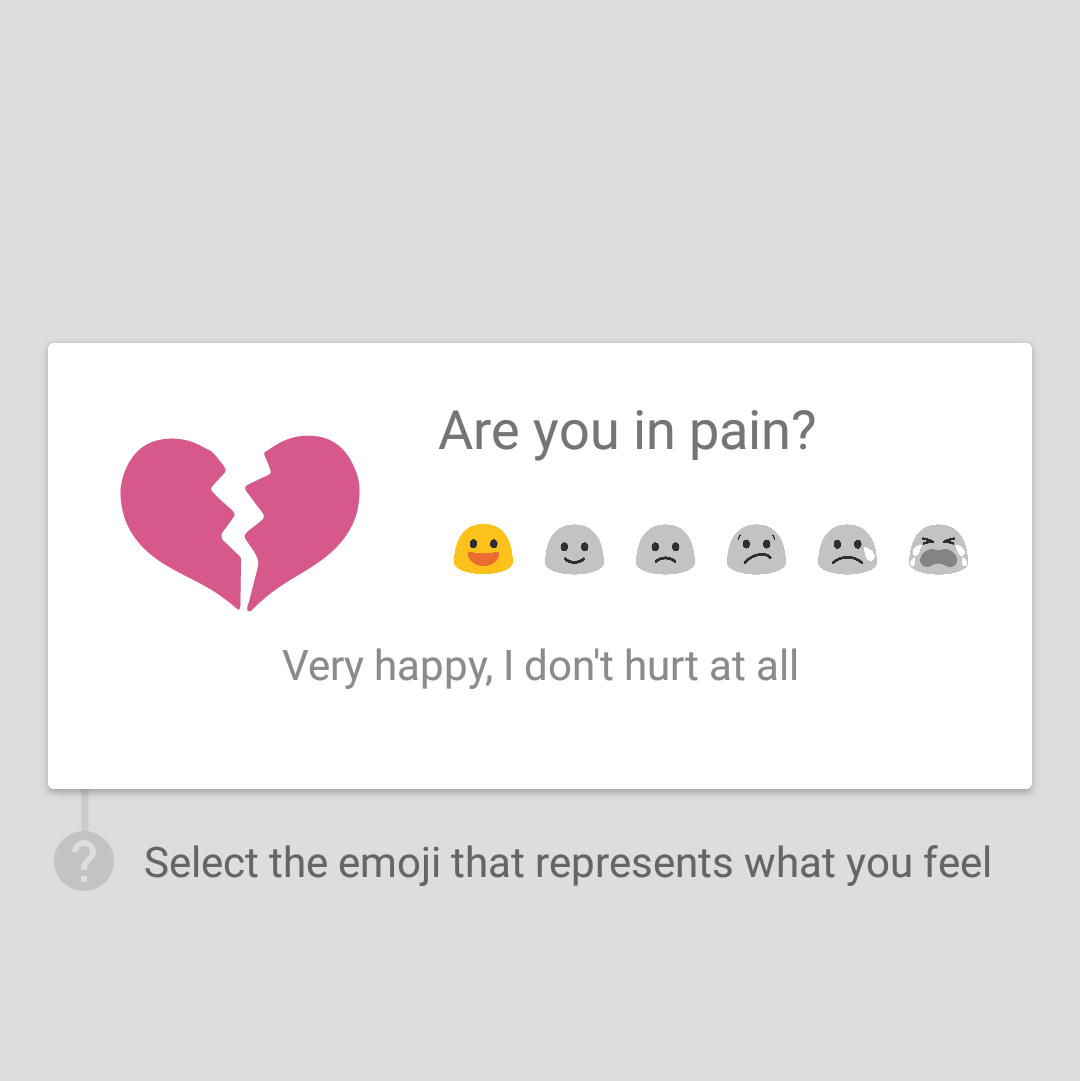 Are you in pain?
Very happy, I don't hurt at all
?
Select the emoji that represents what you feel